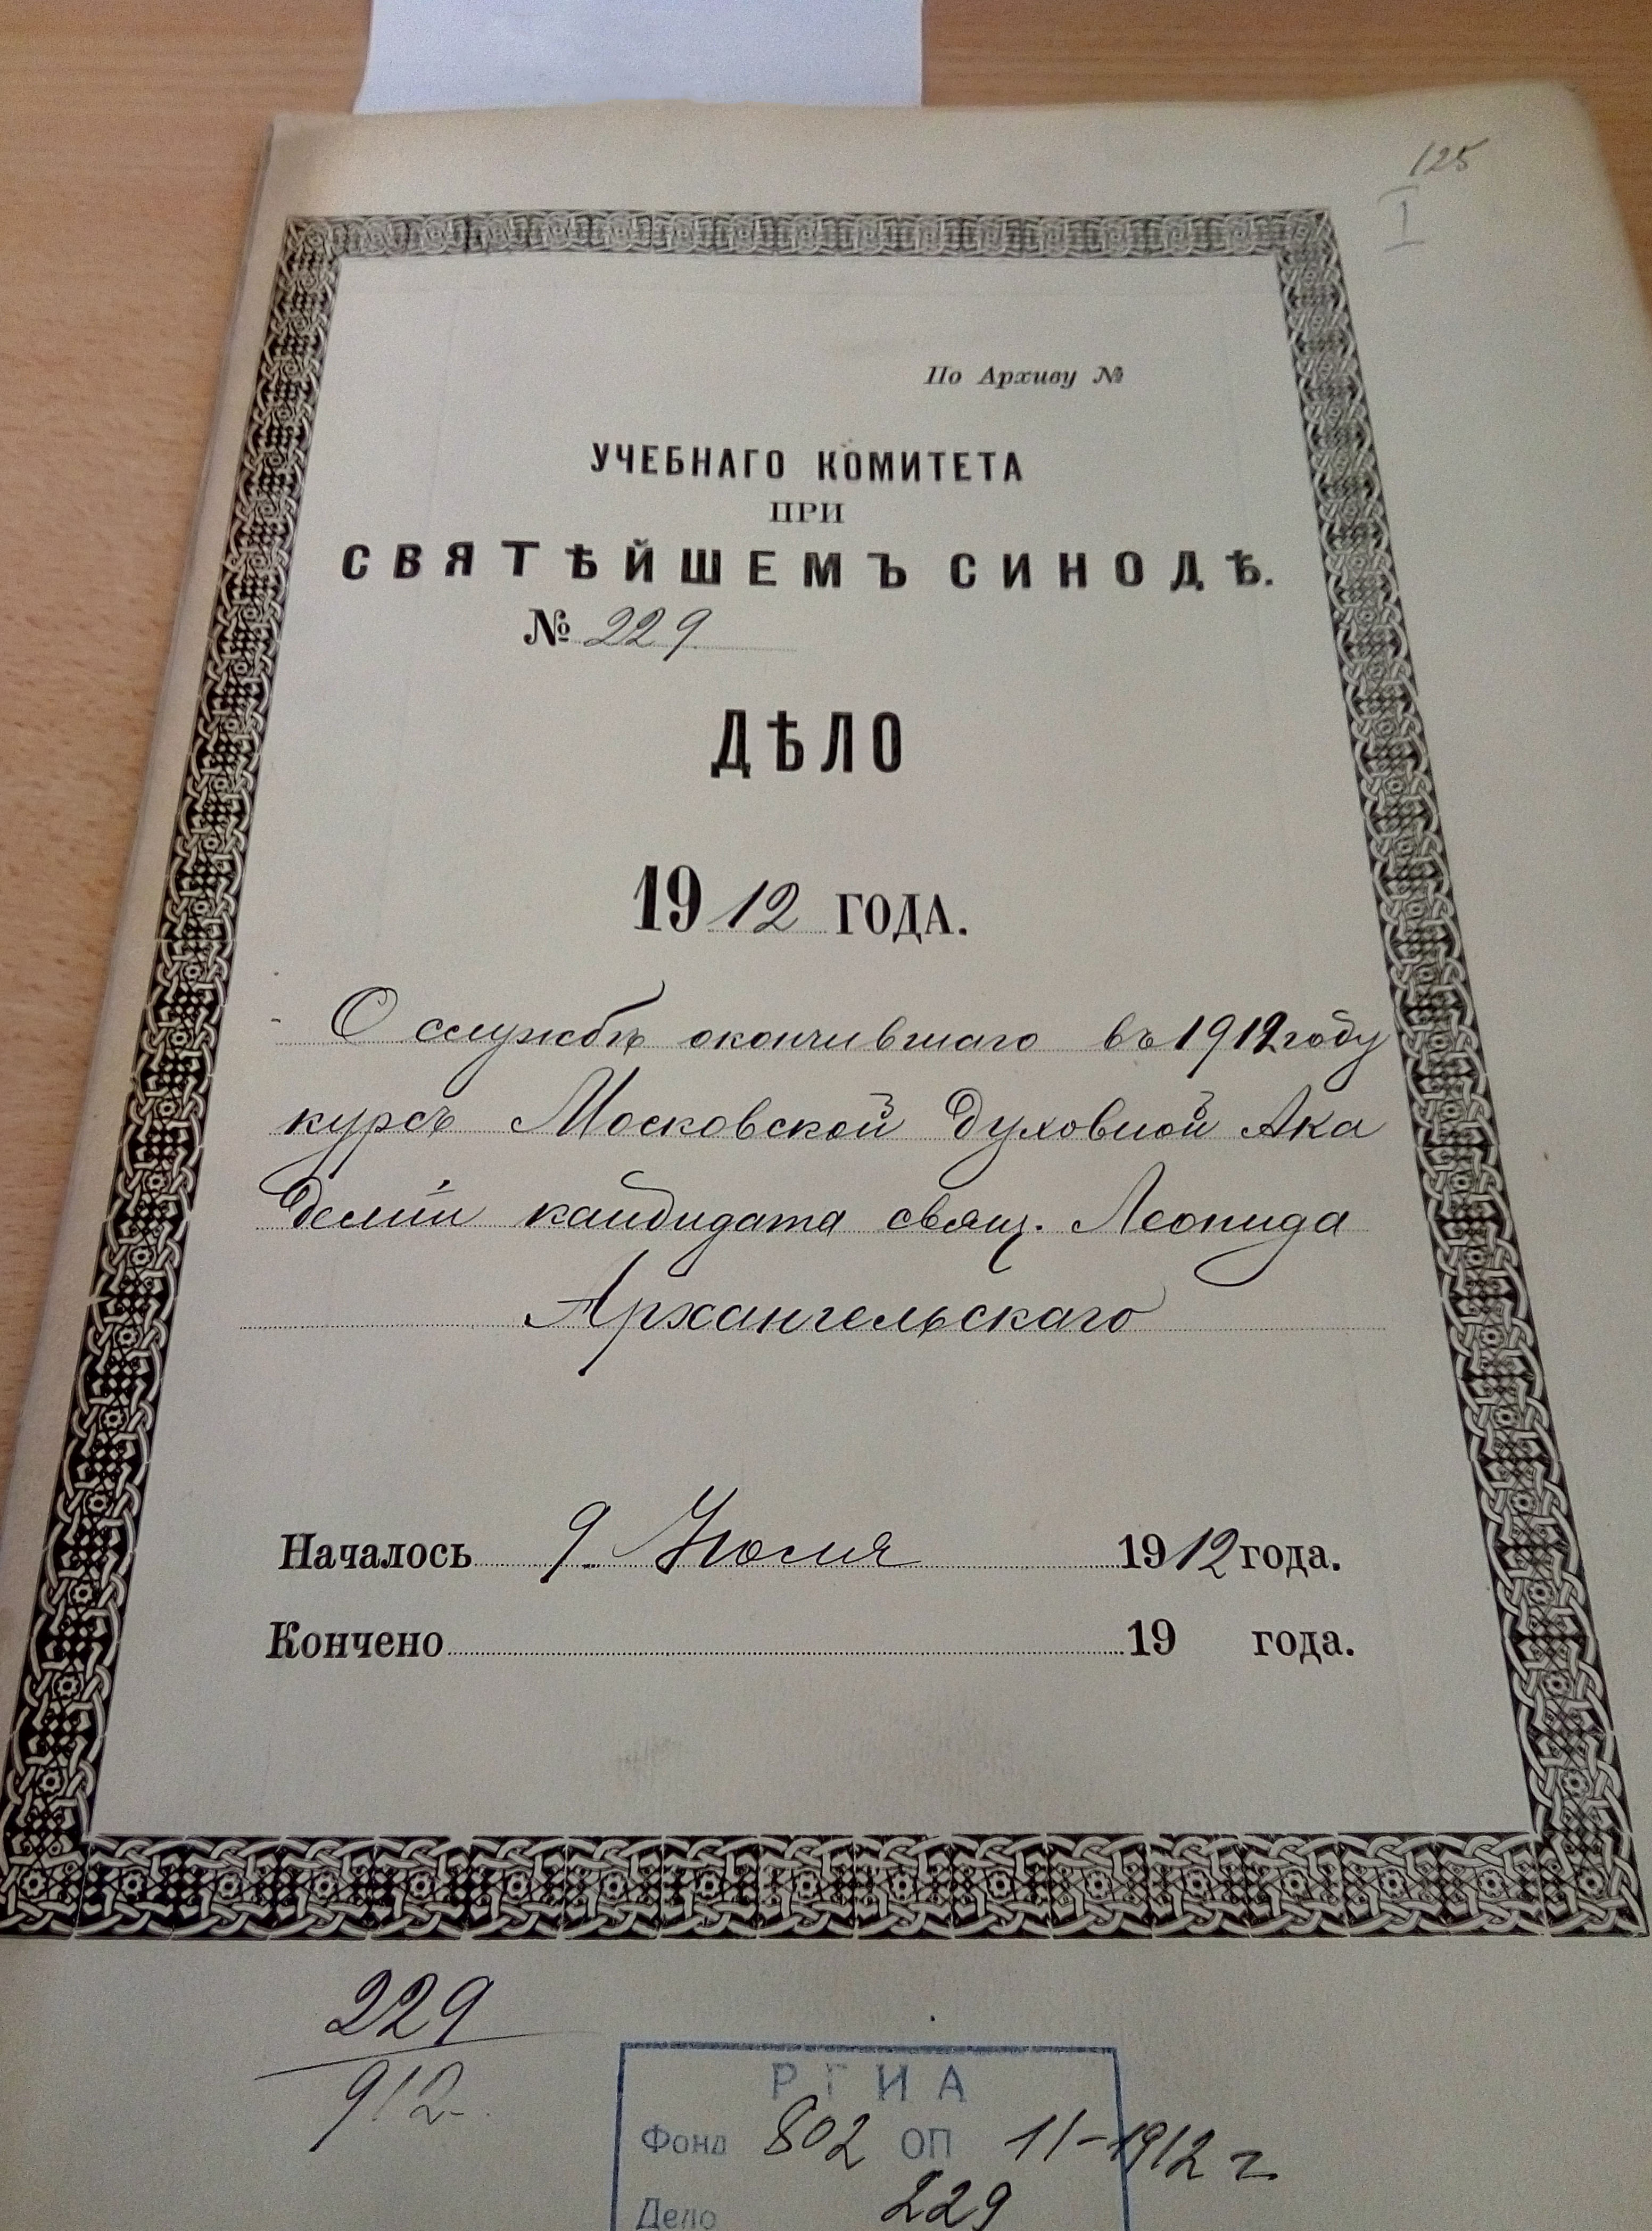 125
I
По Архиву №
УЧЕБНАГО КОМИТЕТА
ПРИ
СВЯТѢЙШЕМЪ СИНОДѢ.
№ 229
ДѢЛО
1912 ГОДА.
О службѣ окончившаго въ 1912 году
курсъ Московской Духовной Ака
деміи кандидата свящ. Леонида
Архангельскаго
Началось 9 Іюля 1912 года.
Кончено 19 года.
229
912
РГИА
Фонд 802 ОП 11-1912 г.
Дело 229